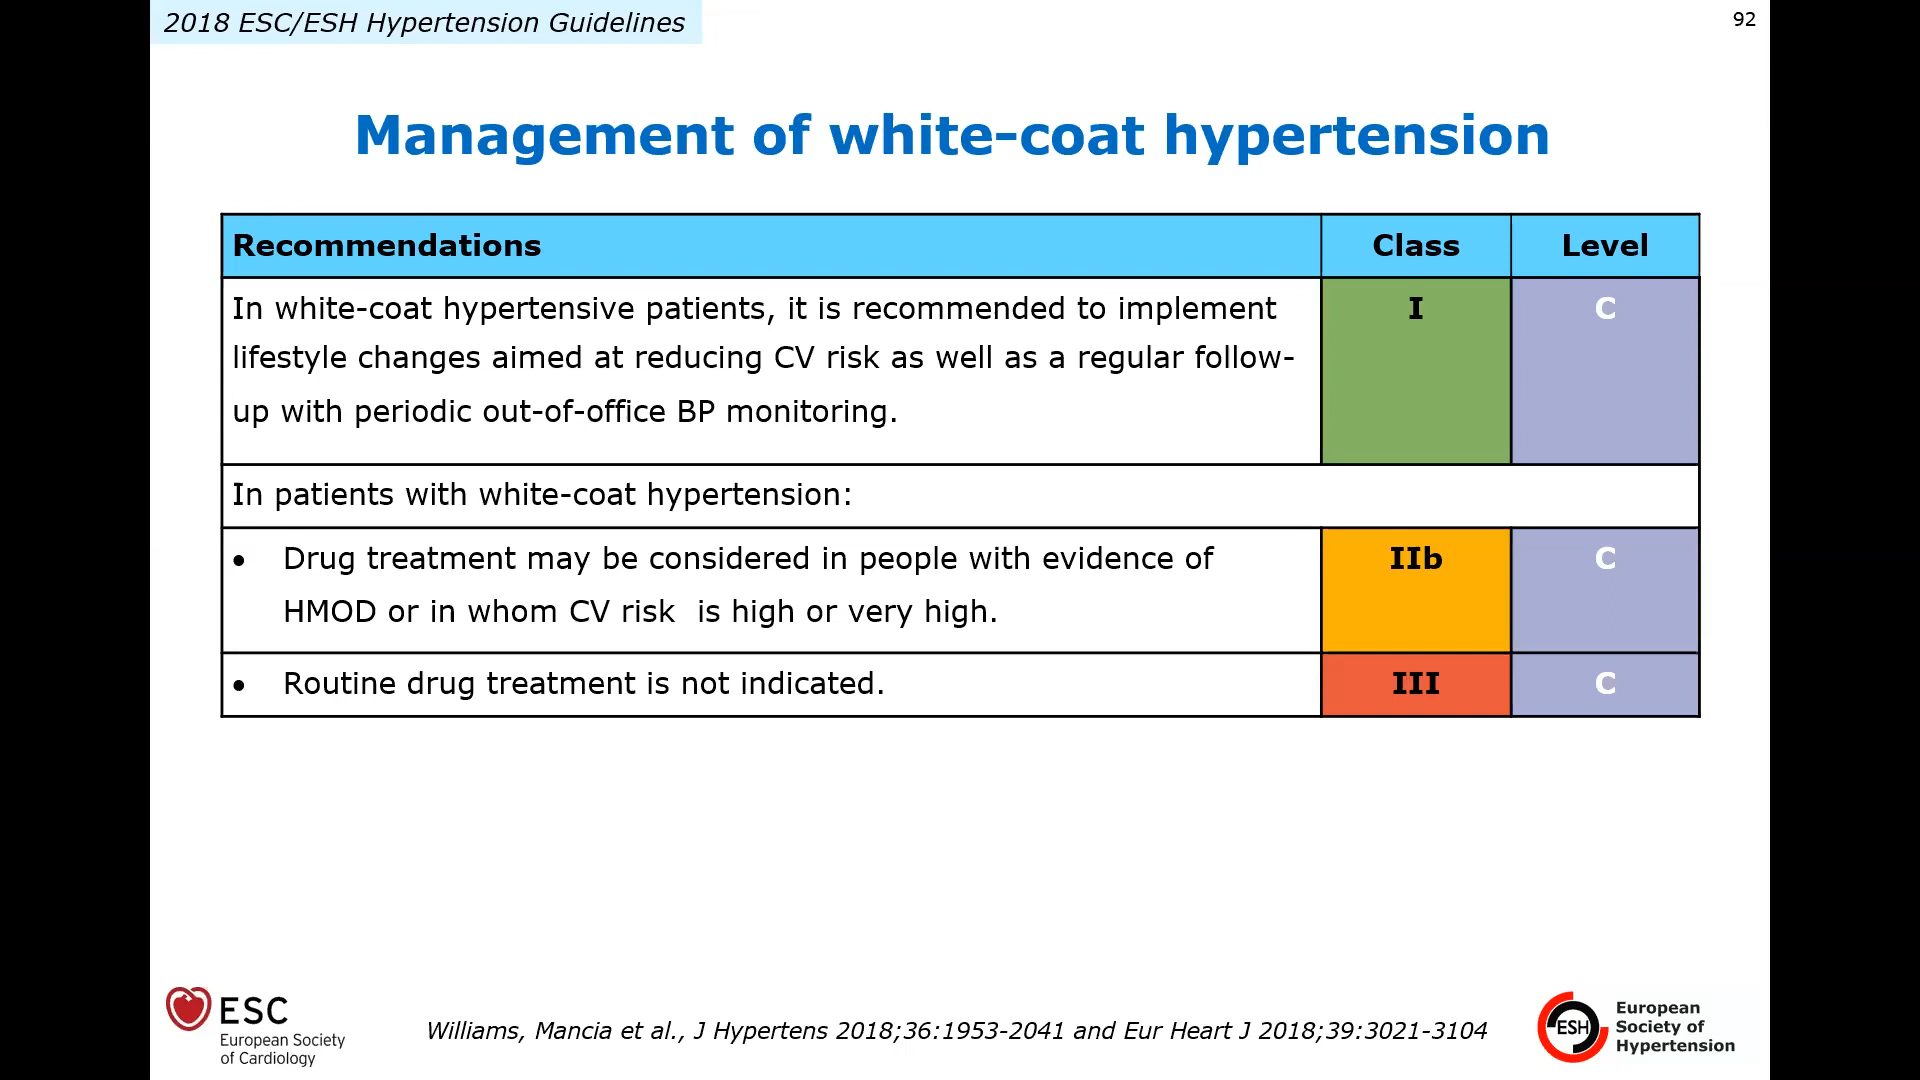 2018 ESC/ESH Hypertension Guidelines
92
Management of white-coat hypertension
Recommendations Class Level
In white-coat hypertensive patients, it is recommended to implement I C
lifestyle changes aimed at reducing CV risk as well as a regular follow-
up with periodic out-of-office BP monitoring.
In patients with white-coat hypertension:
• Drug treatment may be considered in people with evidence of IIb C
HMOD or in whom CV risk is high or very high.
• Routine drug treatment is not indicated. III C
ESC
European Society
of Cardiology
Williams, Mancia et al., J Hypertens 2018;36:1953-2041 and Eur Heart J 2018;39:3021-3104
ESH
European
Society of
Hypertension